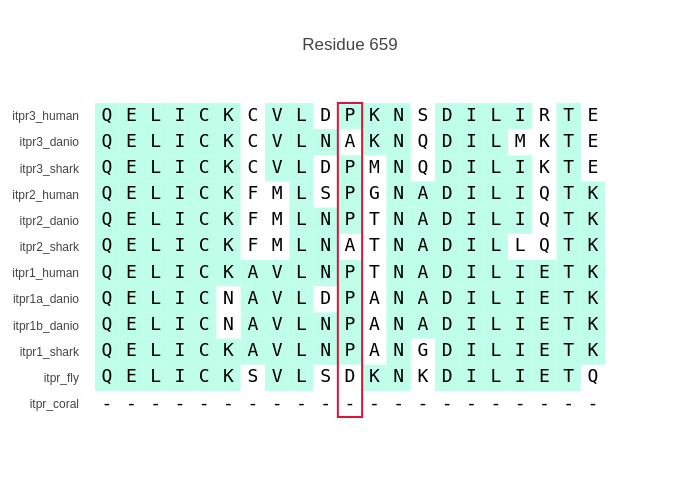 Residue 659
itpr3_human Q E L I C K C V L D P K N S D I L I R T E
itpr3_danio Q E L I C K C V L N A K N Q D I L M K T E
itpr3_shark Q E L I C K C V L D P M N Q D I L I K T E
itpr2_human Q E L I C K F M L S P G N A D I L I Q T K
itpr2_danio Q E L I C K F M L N P T N A D I L I Q T K
itpr2_shark Q E L I C K F M L N A T N A D I L L Q T K
itpr1_human Q E L I C K A V L N P T N A D I L I E T K
itpr1a_danio Q E L I C N A V L D P A N A D I L I E T K
itpr1b_danio Q E L I C N A V L N P A N A D I L I E T K
itpr1_shark Q E L I C K A V L N P A N G D I L I E T K
itpr_fly Q E L I C K S V L S D K N K D I L I E T Q
itpr_coral - - - - - - - - - - - - - - - - - - - - -